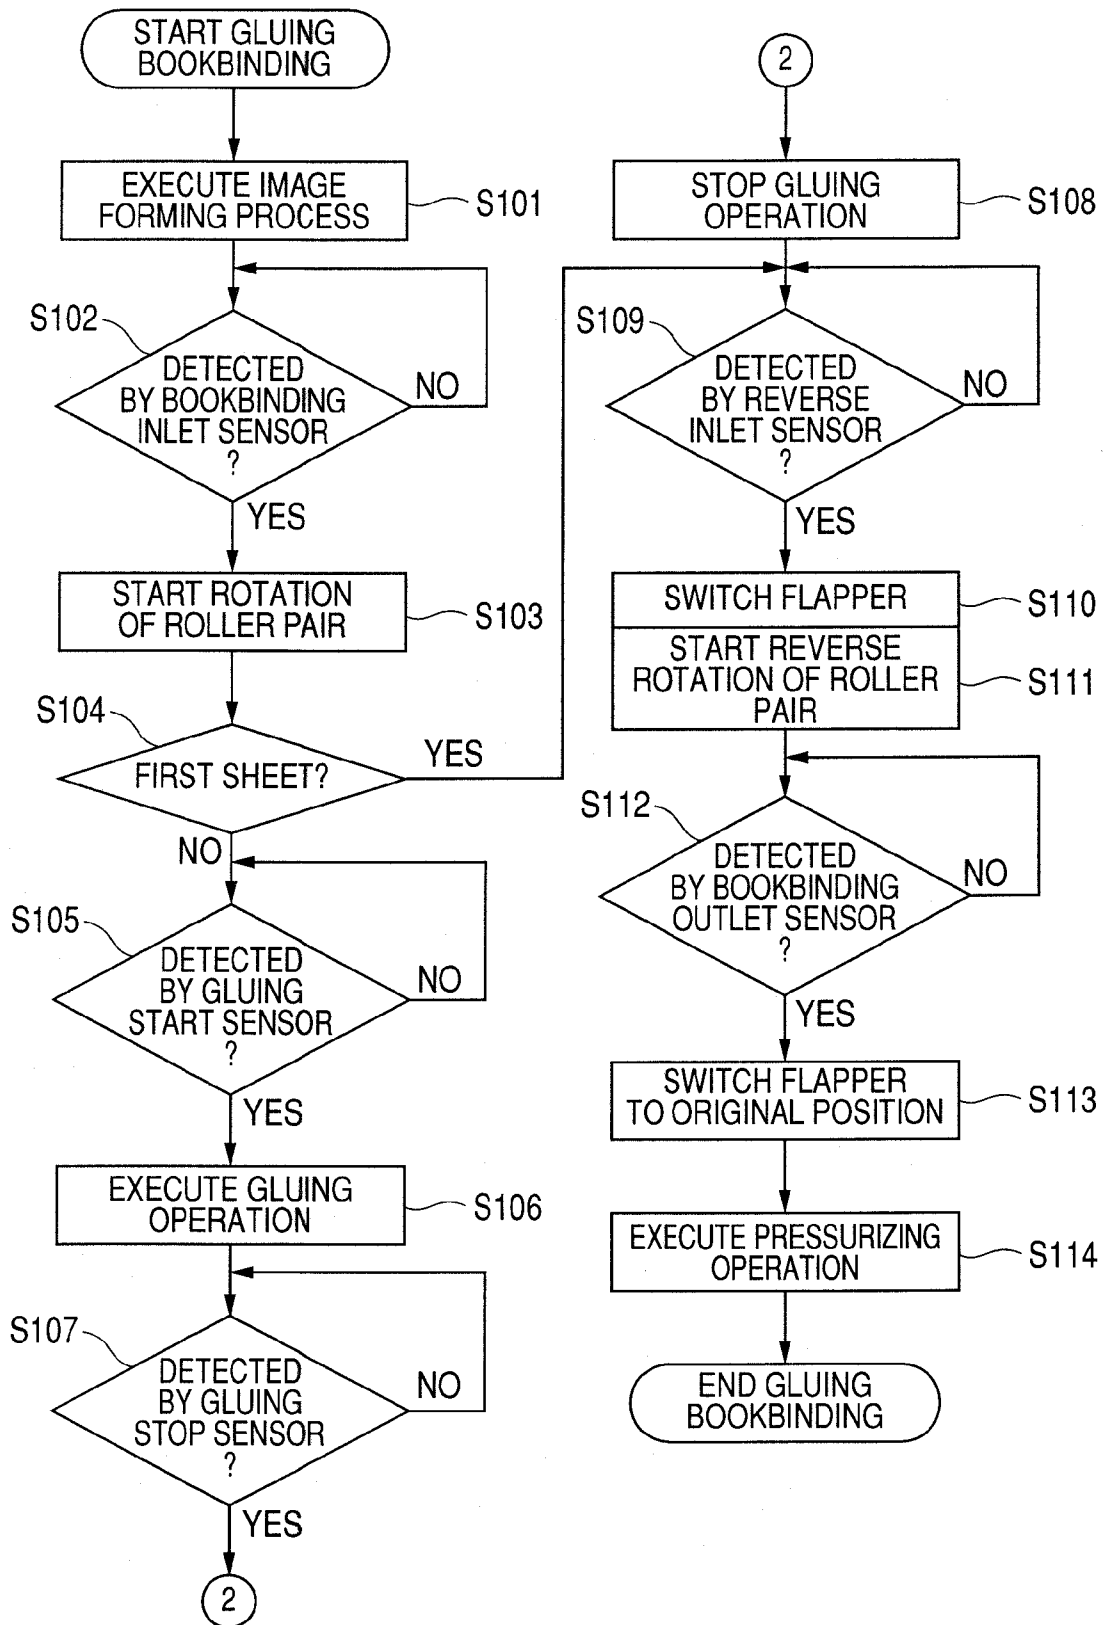 START GLUING
BOOKBINDING
EXECUTE IMAGE
FORMING PROCESS
S101
S102
DETECTED
BY BOOKBINDING
INLET SENSOR
?
NO
YES
START ROTATION
OF ROLLER PAIR
S103
S104
FIRST SHEET?
YES
NO
S105
DETECTED
BY GLUING
START SENSOR
?
NO
YES
EXECUTE GLUING
OPERATION
S106
S107
DETECTED
BY GLUING
STOP SENSOR
?
NO
YES
2
2
STOP GLUING
OPERATION
S108
S109
DETECTED
BY REVERSE
INLET SENSOR
?
NO
YES
SWITCH FLAPPER
S110
START REVERSE
ROTATION OF ROLLER
PAIR
S111
S112
DETECTED
BY BOOKBINDING
OUTLET SENSOR
?
NO
YES
SWITCH FLAPPER
TO ORIGINAL POSITION
S113
EXECUTE PRESSURIZING
OPERATION
S114
END GLUING
BOOKBINDING